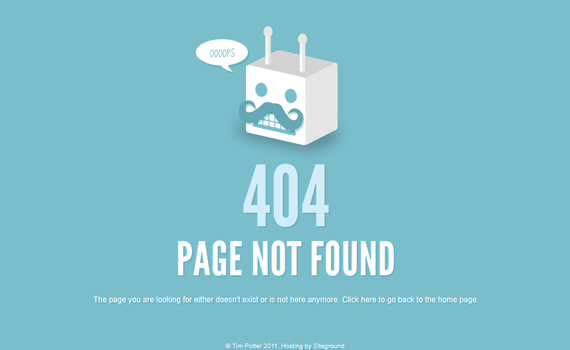 OOOOPS
404
PAGE NOT FOUND
The page you are looking for either doesn't exist or is not here anymore. Click here to go back to the home page.
© Tim Potter 2011. Hosting by Siteground.